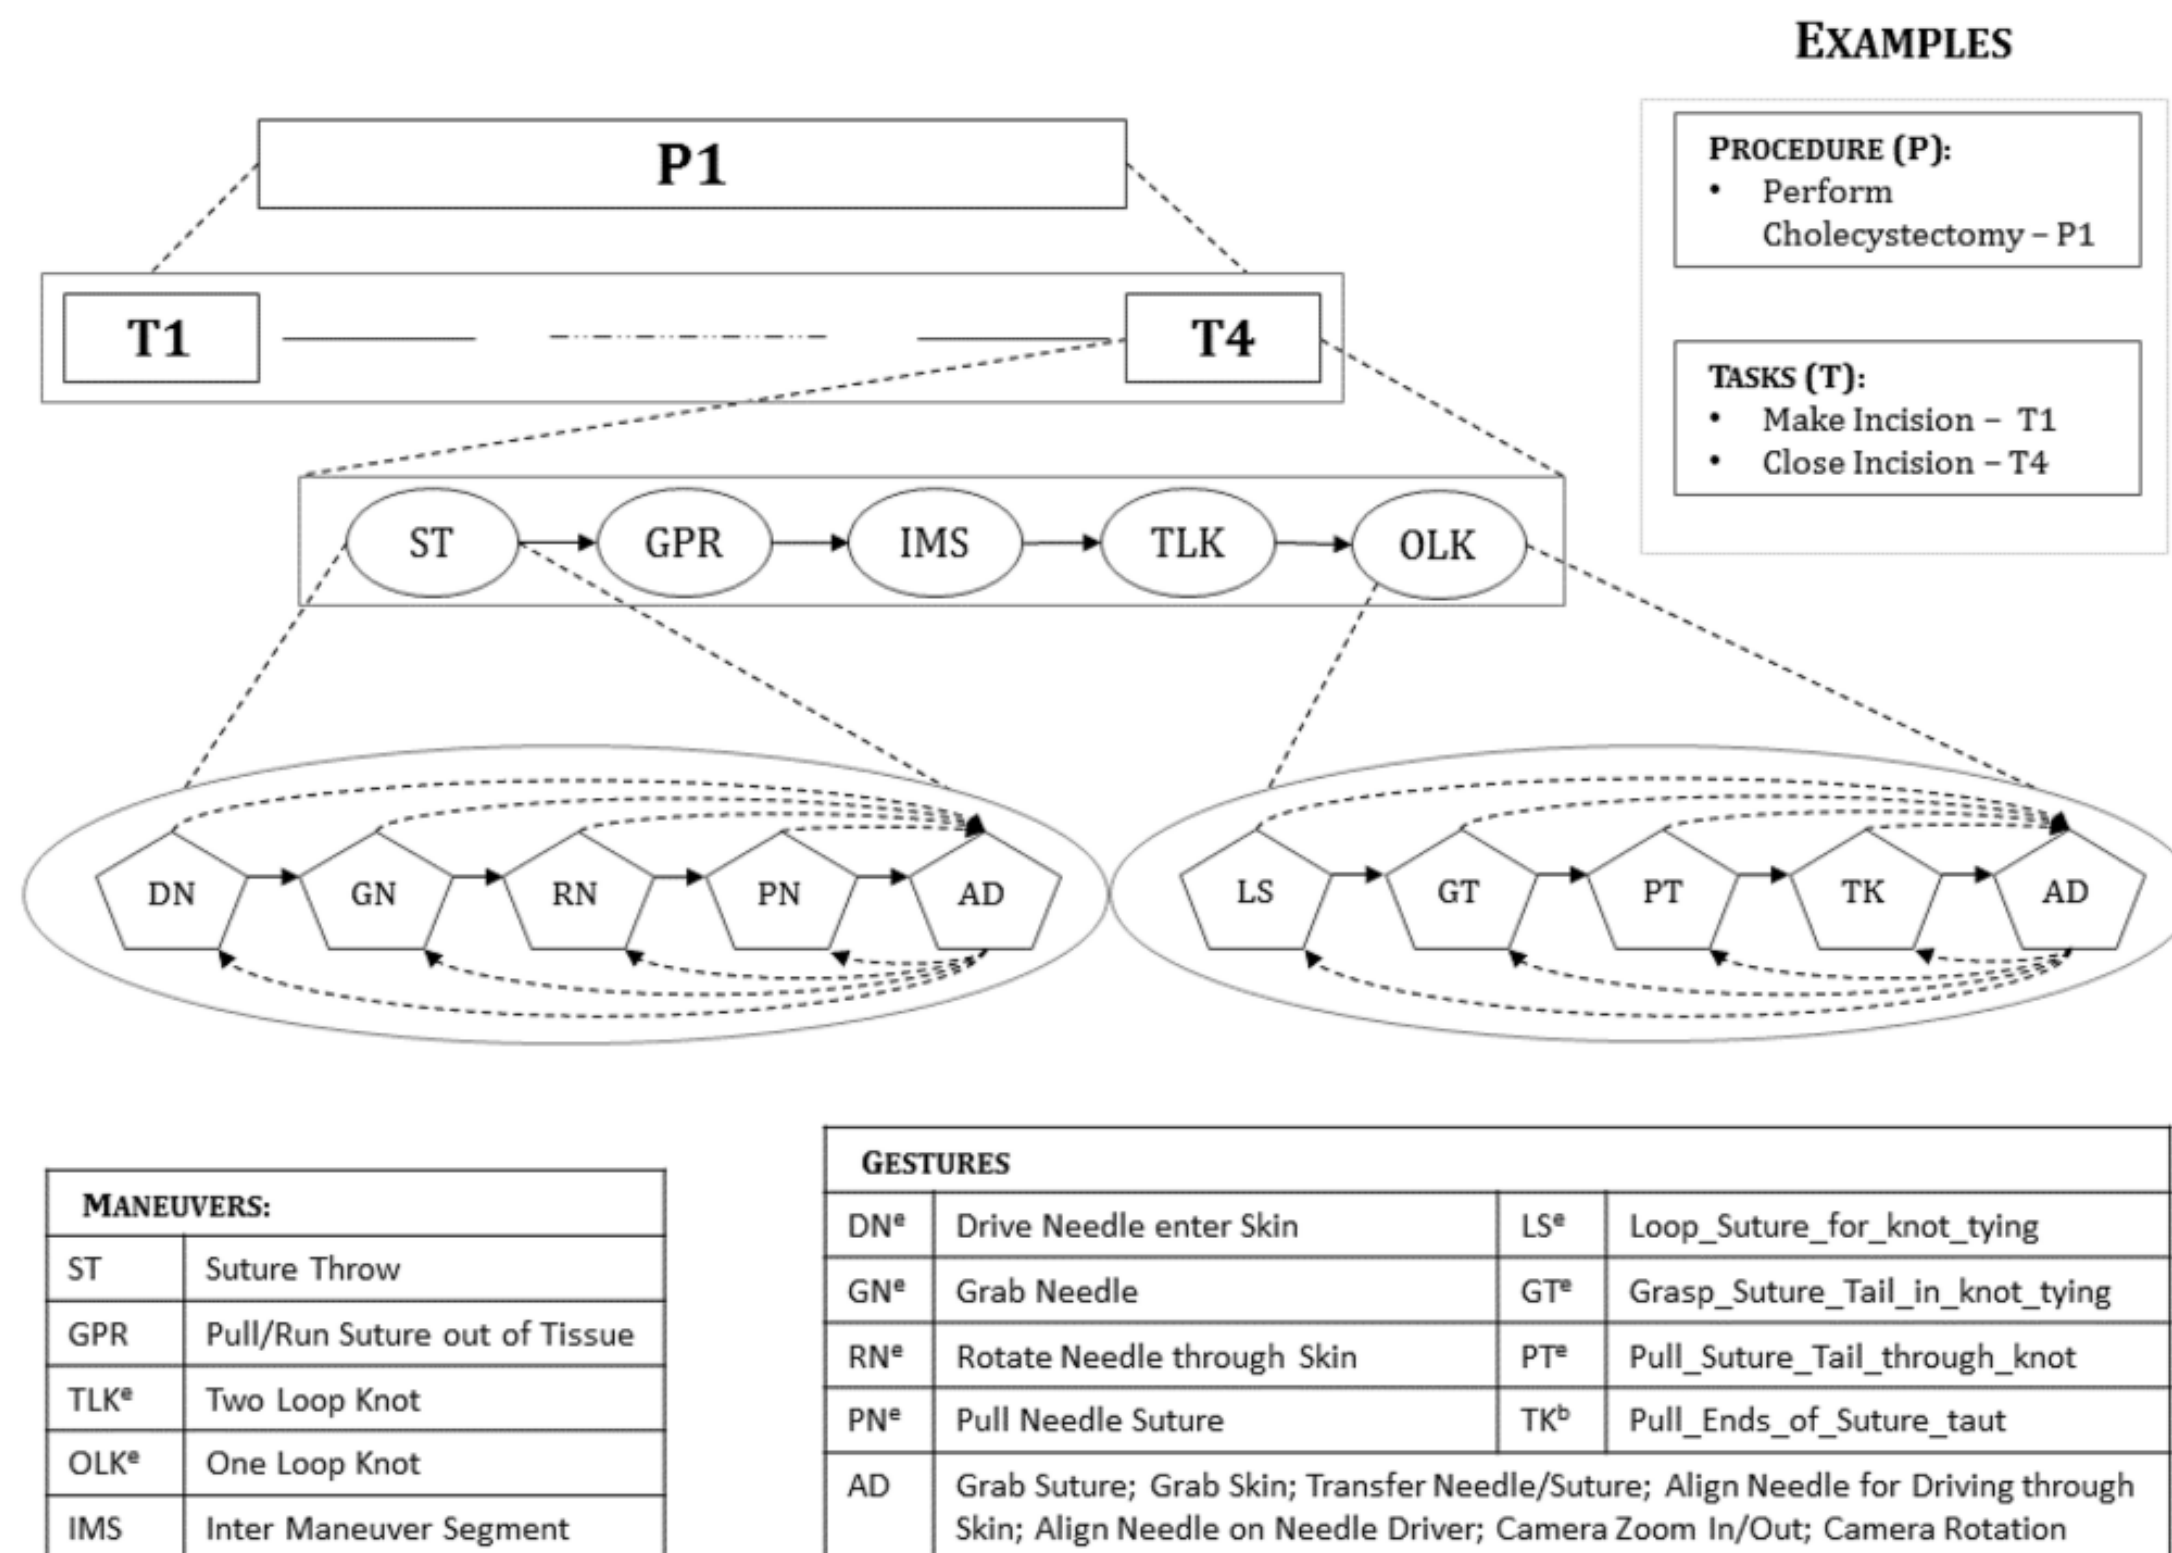 EXAMPLES
P1
PROCEDURE (P):
• Perform
Cholecystectomy – P1
T1
T4
TASKS (T):
• Make Incision – T1
• Close Incision – T4
ST
GPR
IMS
TLK
OLK
DN
GN
RN
PN
AD
LS
GT
PT
TK
AD
MANEUVERS:
ST Suture Throw
GPR Pull/Run Suture out of Tissue
TLKᵉ Two Loop Knot
OLKᵉ One Loop Knot
IMS Inter Maneuver Segment
GESTURES
DNᵉ Drive Needle enter Skin LSᵉ Loop_Suture_for_knot_tying
GNᵉ Grab Needle GTᵉ Grasp_Suture_Tail_in_knot_tying
RNᵉ Rotate Needle through Skin PTᵉ Pull_Suture_Tail_through_knot
PNᵉ Pull Needle Suture TKᵇ Pull_Ends_of_Suture_taut
AD Grab Suture; Grab Skin; Transfer Needle/Suture; Align Needle for Driving through
Skin; Align Needle on Needle Driver; Camera Zoom In/Out; Camera Rotation